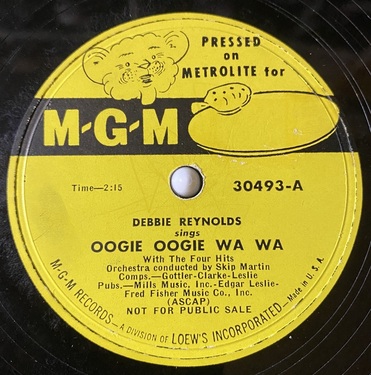 PRESSED
on
METROLITE for
M-G-M
Time—2:15
30493-A
DEBBIE REYNOLDS
sings
OOGIE OOGIE WA WA
With The Four Hits
Orchestra conducted by Skip Martin
Comps.—Gottler-Clarke-Leslie
Pubs.—Mills Music, Inc.-Edgar Leslie-
Fred Fisher Music Co., Inc.
(ASCAP)
NOT FOR PUBLIC SALE
M-G-M RECORDS—A DIVISION OF LOEW'S INCORPORATED—Made in U. S. A.